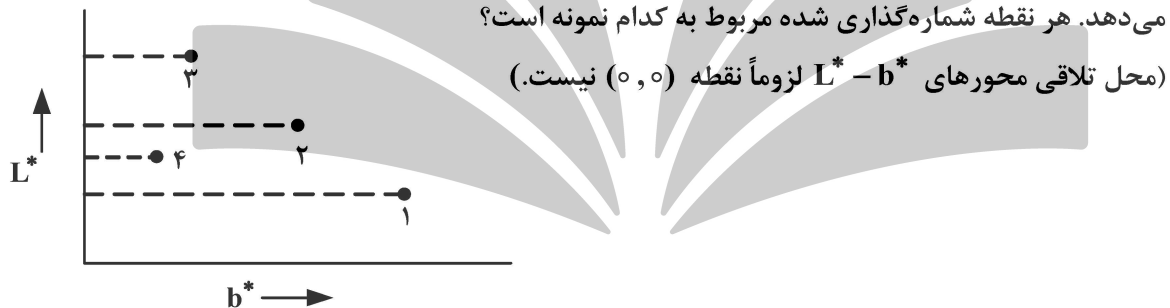 می‌دهد. هر نقطه شماره‌گذاری شده مربوط به کدام نمونه است؟
(محل تلاقی محورهای L* – b* لزوماً نقطه (۰,۰) نیست.)
۳
۲
۴
L*
۱
b*